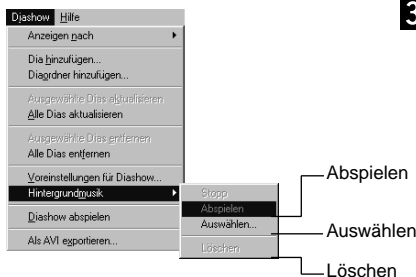 Diashow Hilfe
Anzeigen nach
Dia hinzufügen...
Diaordner hinzufügen...
Ausgewählte Dias aktualisieren
Alle Dias aktualisieren
Ausgewählte Dias entfernen
Alle Dias entfernen
Voreinstellungen für Diashow...
Hintergrundmusik
Diashow abspielen
Als AVI exportieren...
Stopp
Abspielen
Auswählen...
Löschen
3
Abspielen
Auswählen
Löschen